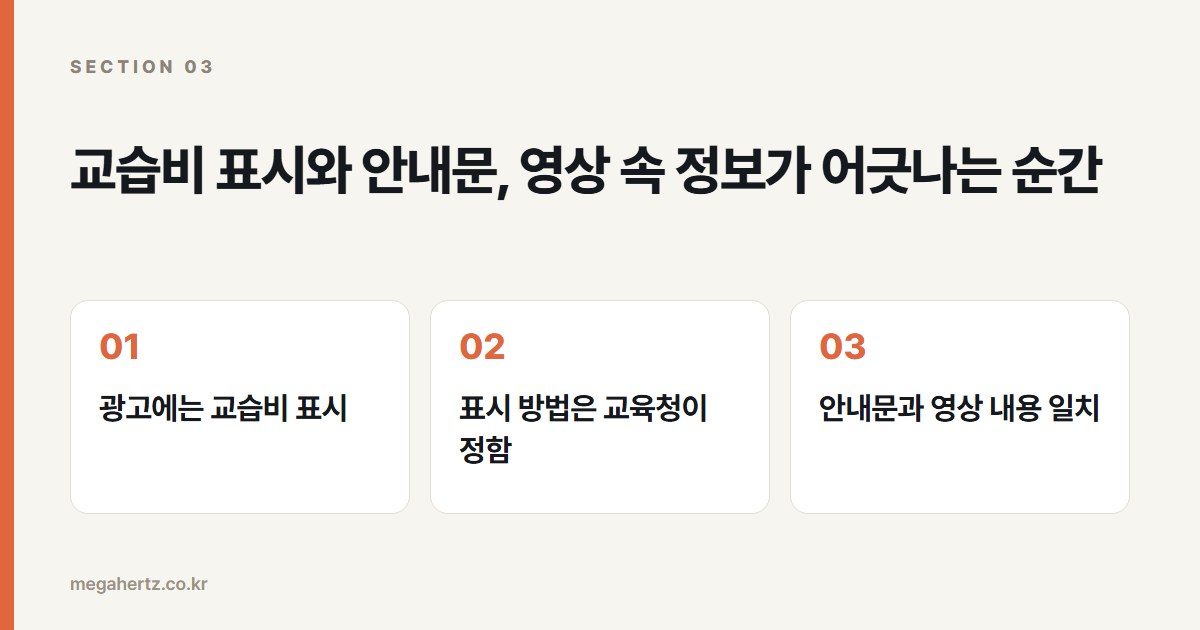 SECTION 03
교습비 표시와 안내문, 영상 속 정보가 어긋나는 순간
01
광고에는 교습비 표시
02
표시 방법은 교육청이
정함
03
안내문과 영상 내용 일치
megahertz.co.kr